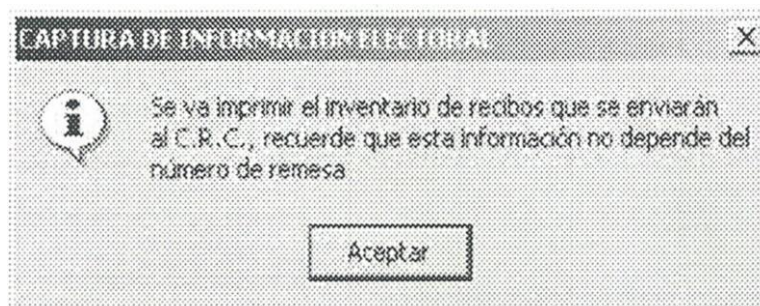 CAPTURA DE INFORMACION ELECTORAL
Se va imprimir el inventario de recibos que se enviarán
al C.R.C., recuerde que esta información no depende del
número de remesa
Aceptar